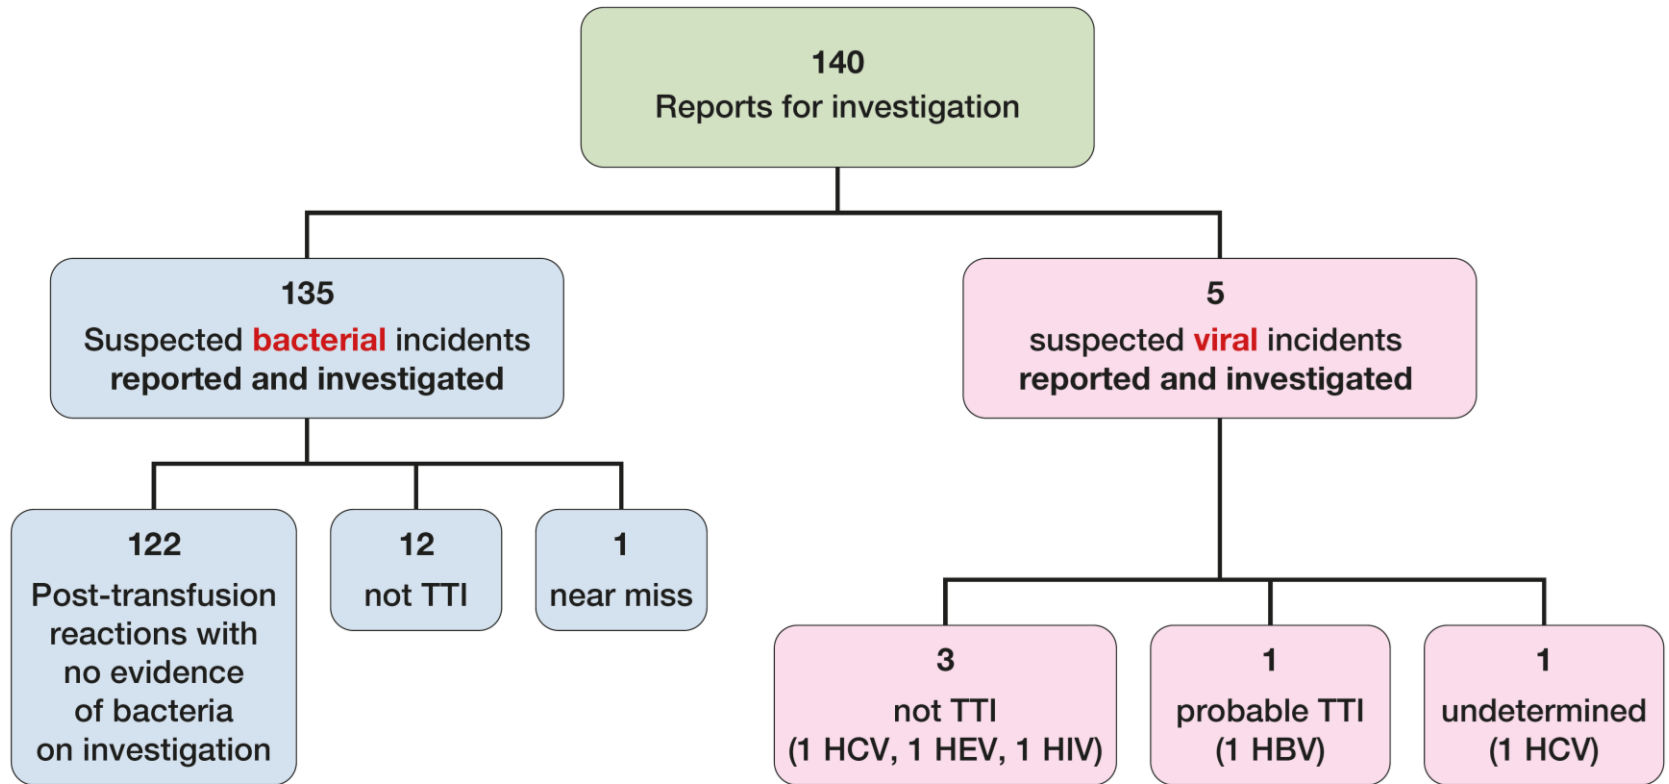 140
Reports for investigation
135
Suspected bacterial incidents
reported and investigated
5
suspected viral incidents
reported and investigated
122
Post-transfusion
reactions with
no evidence
of bacteria
on investigation
12
not TTI
1
near miss
3
not TTI
(1 HCV, 1 HEV, 1 HIV)
1
probable TTI
(1 HBV)
1
undetermined
(1 HCV)